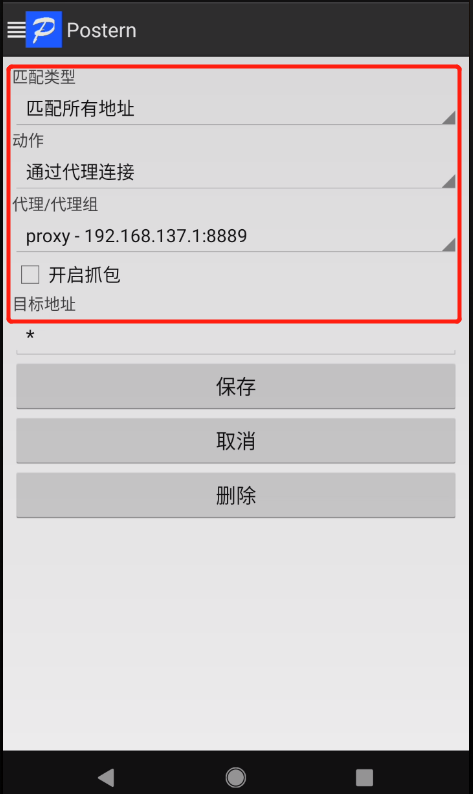 Postern
匹配类型
匹配所有地址
动作
通过代理连接
代理/代理组
proxy - 192.168.137.1:8889
开启抓包
目标地址
*
保存
取消
删除